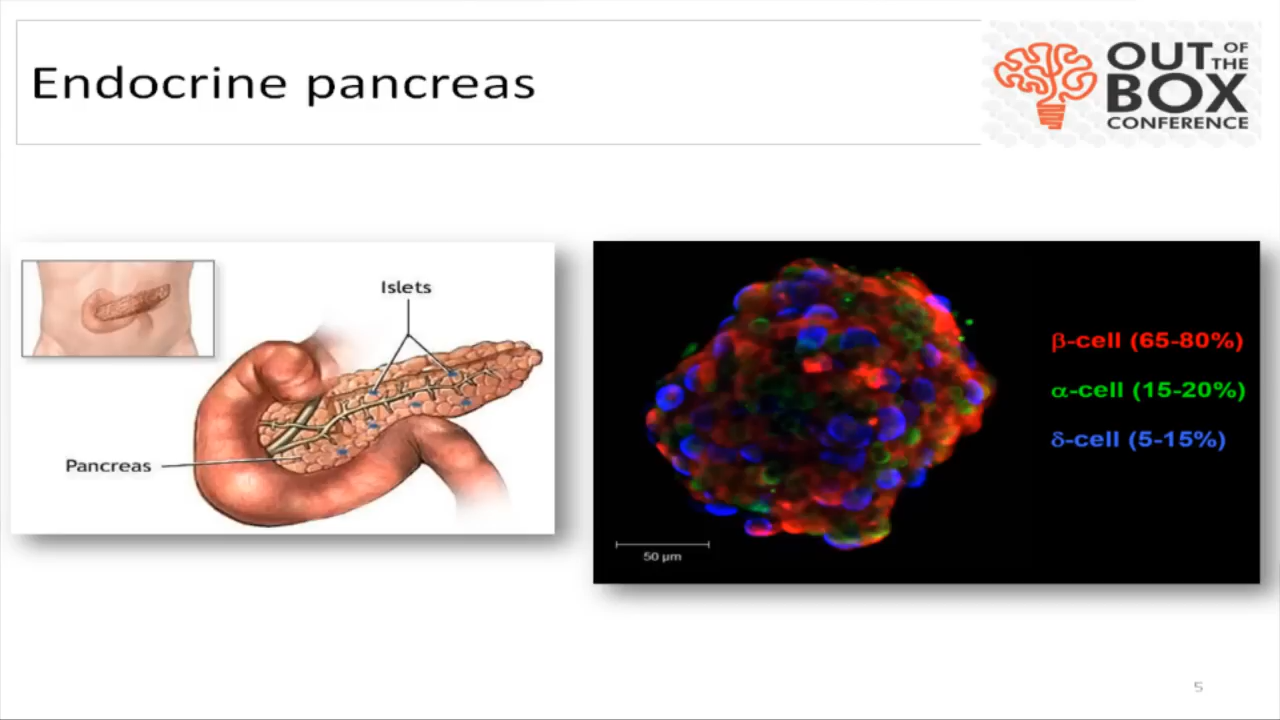 Endocrine pancreas
OUT OF THE
BOX
CONFERENCE
Islets
Pancreas
β-cell (65-80%)
α-cell (15-20%)
δ-cell (5-15%)
50 µm
5